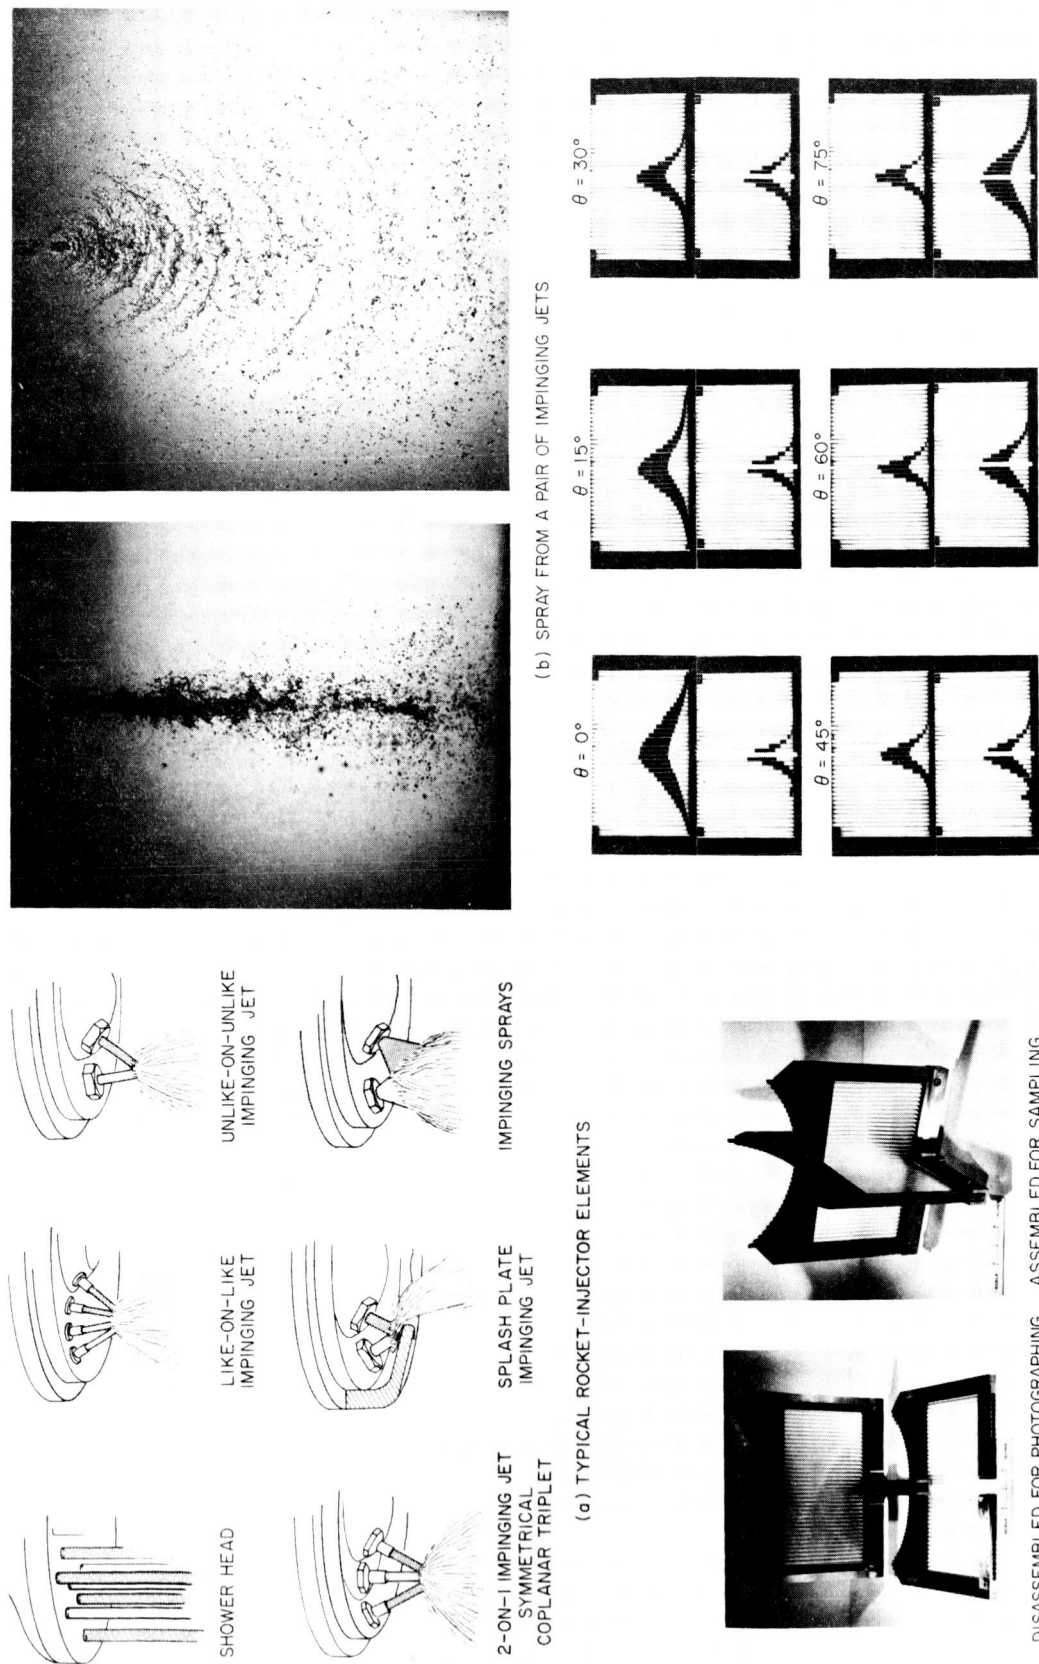 SHOWER HEAD
LIKE-ON-LIKE
IMPINGING JET
UNLIKE-ON-UNLIKE
IMPINGING JET
2-ON-1 IMPINGING JET
SYMMETRICAL
COPLANAR TRIPLET
SPLASH PLATE
IMPINGING JET
IMPINGING SPRAYS
(a) TYPICAL ROCKET-INJECTOR ELEMENTS
(b) SPRAY FROM A PAIR OF IMPINGING JETS
DISASSEMBLED FOR PHOTOGRAPHING
ASSEMBLED FOR SAMPLING
θ = 0°
θ = 15°
θ = 30°
θ = 45°
θ = 60°
θ = 75°